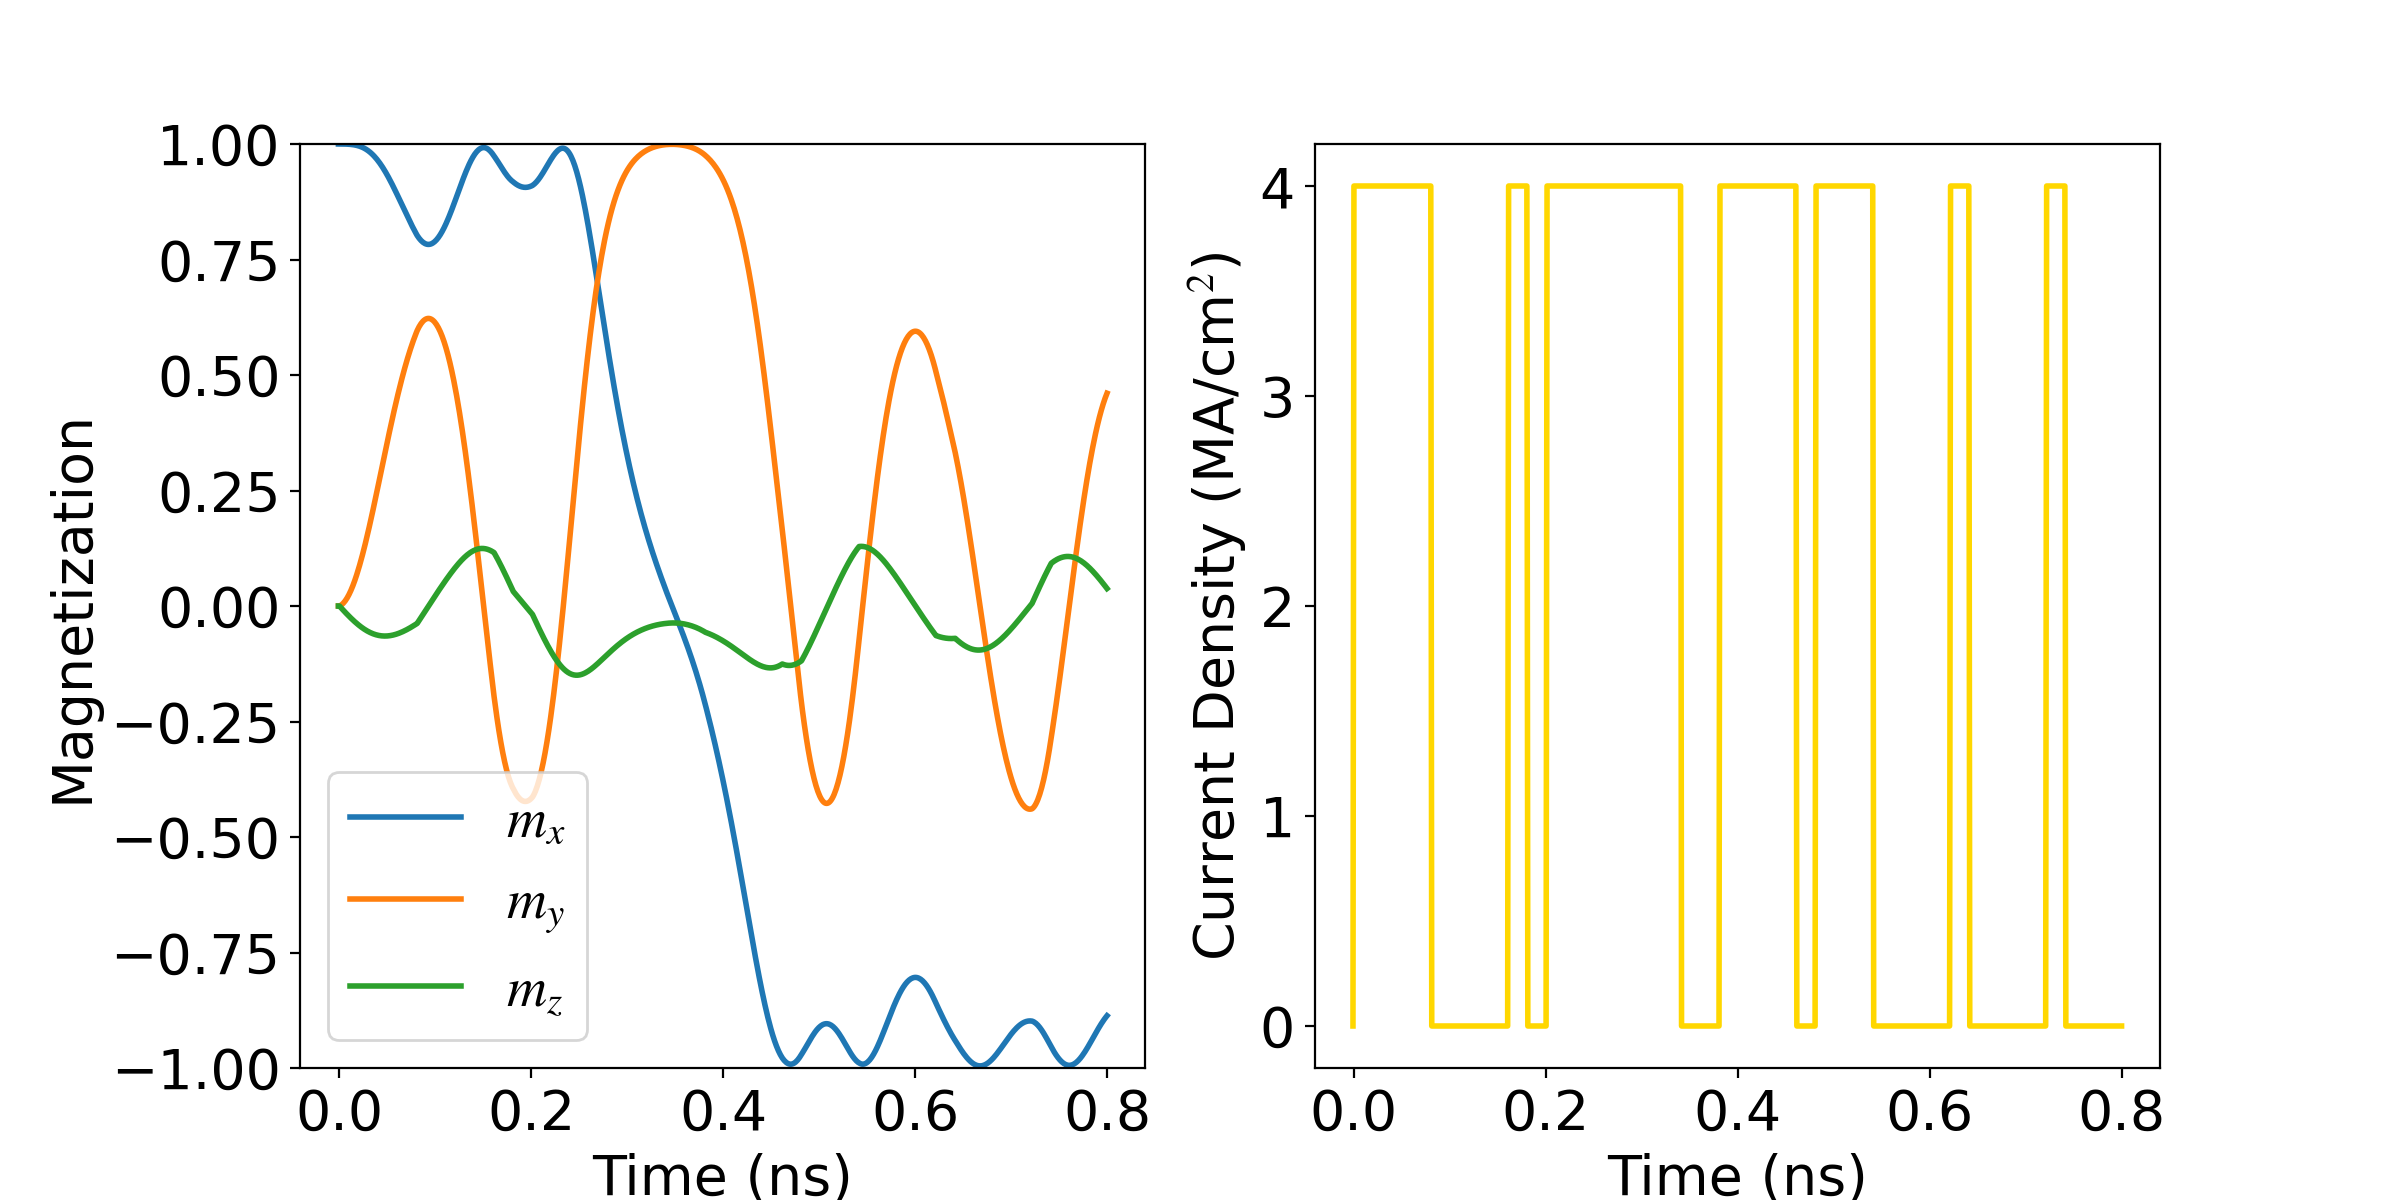 Magnetization
1.00
0.75
0.50
0.25
0.00
−0.25
−0.50
−0.75
−1.00
0.0 0.2 0.4 0.6 0.8
Time (ns)
mₓ
m_y
m_z
Current Density (MA/cm²)
4
3
2
1
0
0.0 0.2 0.4 0.6 0.8
Time (ns)